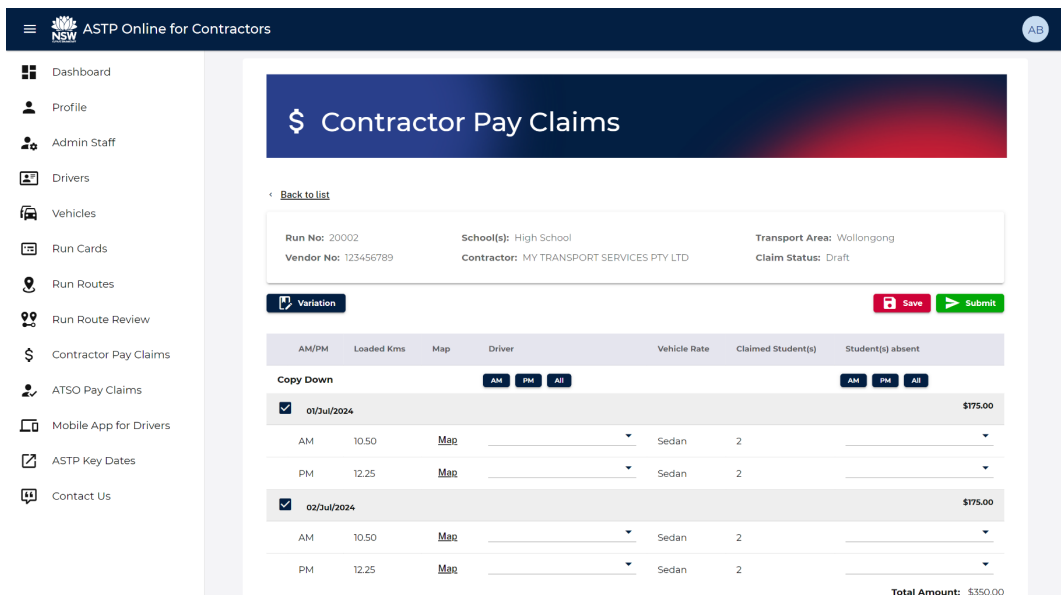 NSW ASTP Online for Contractors AB
Dashboard
Profile
Admin Staff
Drivers
Vehicles
Run Cards
Run Routes
Run Route Review
Contractor Pay Claims
ATSO Pay Claims
Mobile App for Drivers
ASTP Key Dates
Contact Us
$ Contractor Pay Claims
‹ Back to list
Run No: 20002 School(s): High School Transport Area: Wollongong
Vendor No: 123456789 Contractor: MY TRANSPORT SERVICES PTY LTD Claim Status: Draft
Variation Save Submit
AM/PM Loaded Kms Map Driver Vehicle Rate Claimed Student(s) Student(s) absent
Copy Down AM PM All AM PM All
01/Jul/2024 $175.00
AM 10.50 Map Sedan 2
PM 12.25 Map Sedan 2
02/Jul/2024 $175.00
AM 10.50 Map Sedan 2
PM 12.25 Map Sedan 2
Total Amount: $350.00